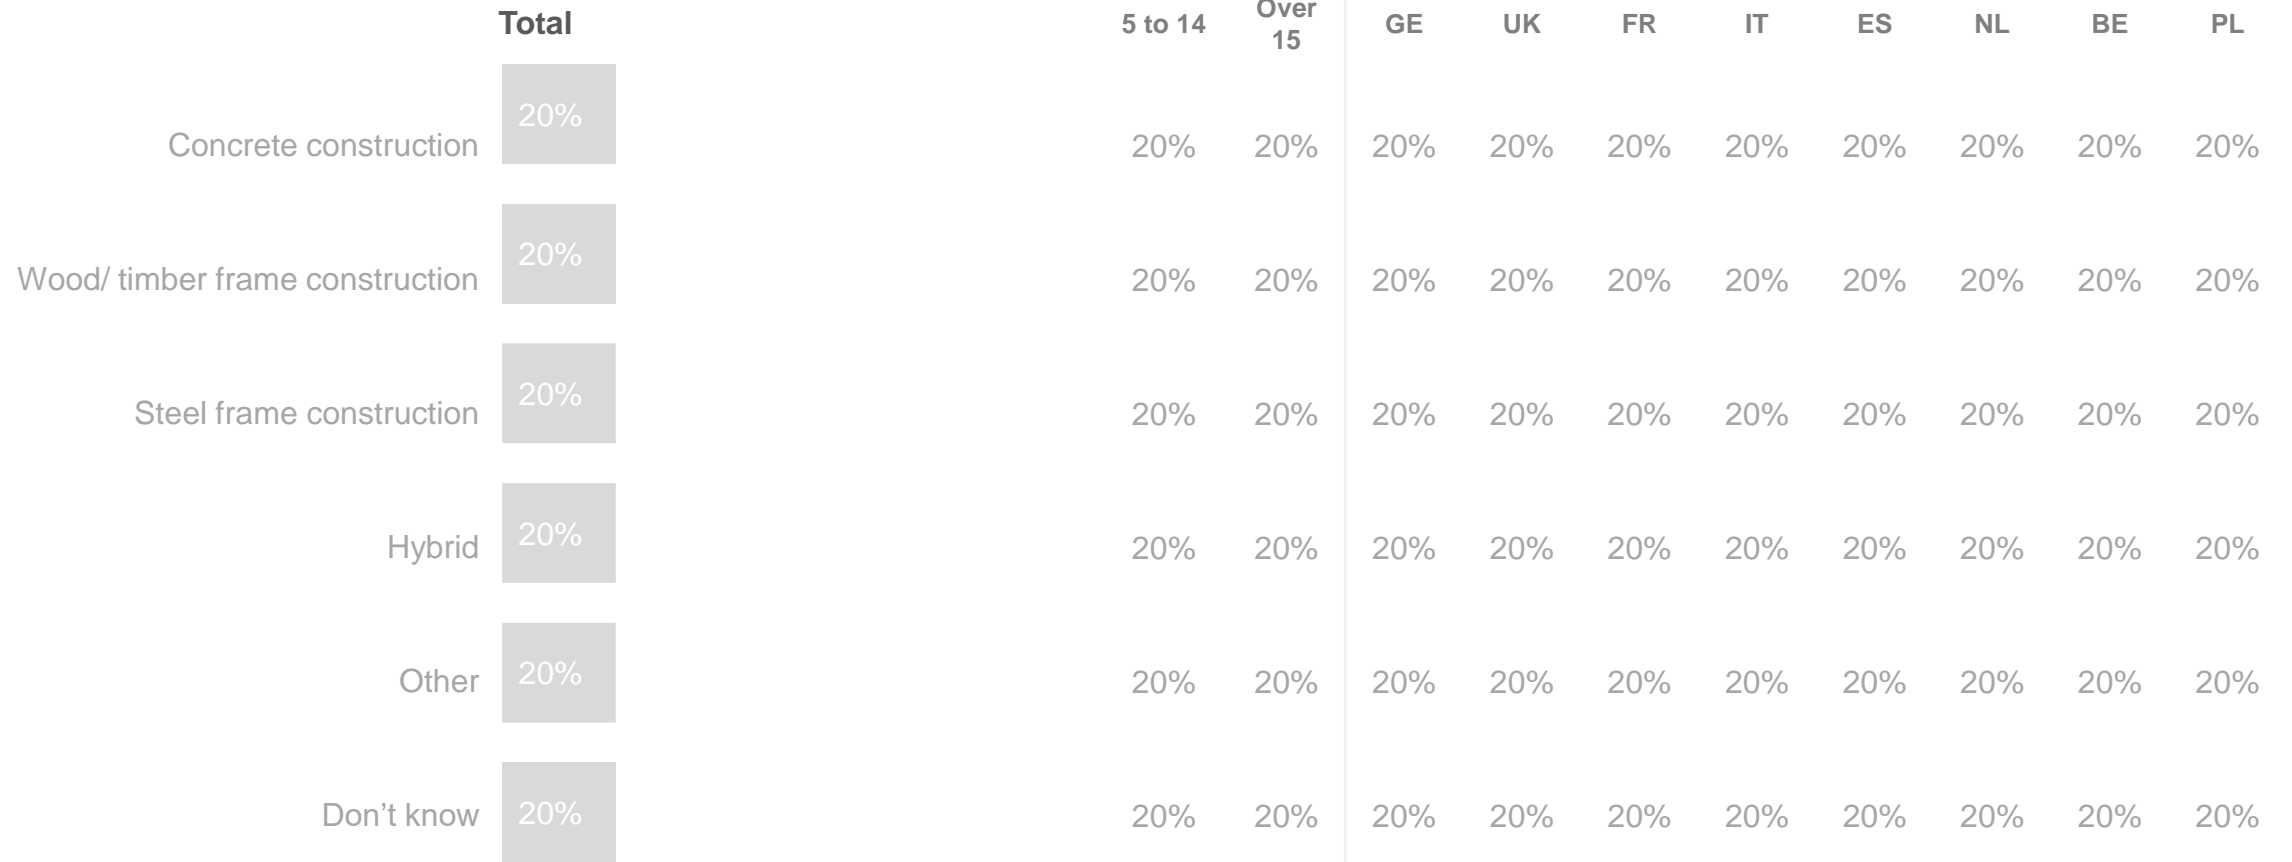 Total 5 to 14 Over 15 GE UK FR IT ES NL BE PL
20%
Concrete construction 20% 20% 20% 20% 20% 20% 20% 20% 20% 20%
20%
Wood/ timber frame construction 20% 20% 20% 20% 20% 20% 20% 20% 20% 20%
20%
Steel frame construction 20% 20% 20% 20% 20% 20% 20% 20% 20% 20%
20%
Hybrid 20% 20% 20% 20% 20% 20% 20% 20% 20% 20%
20%
Other 20% 20% 20% 20% 20% 20% 20% 20% 20% 20%
20%
Don’t know 20% 20% 20% 20% 20% 20% 20% 20% 20% 20%